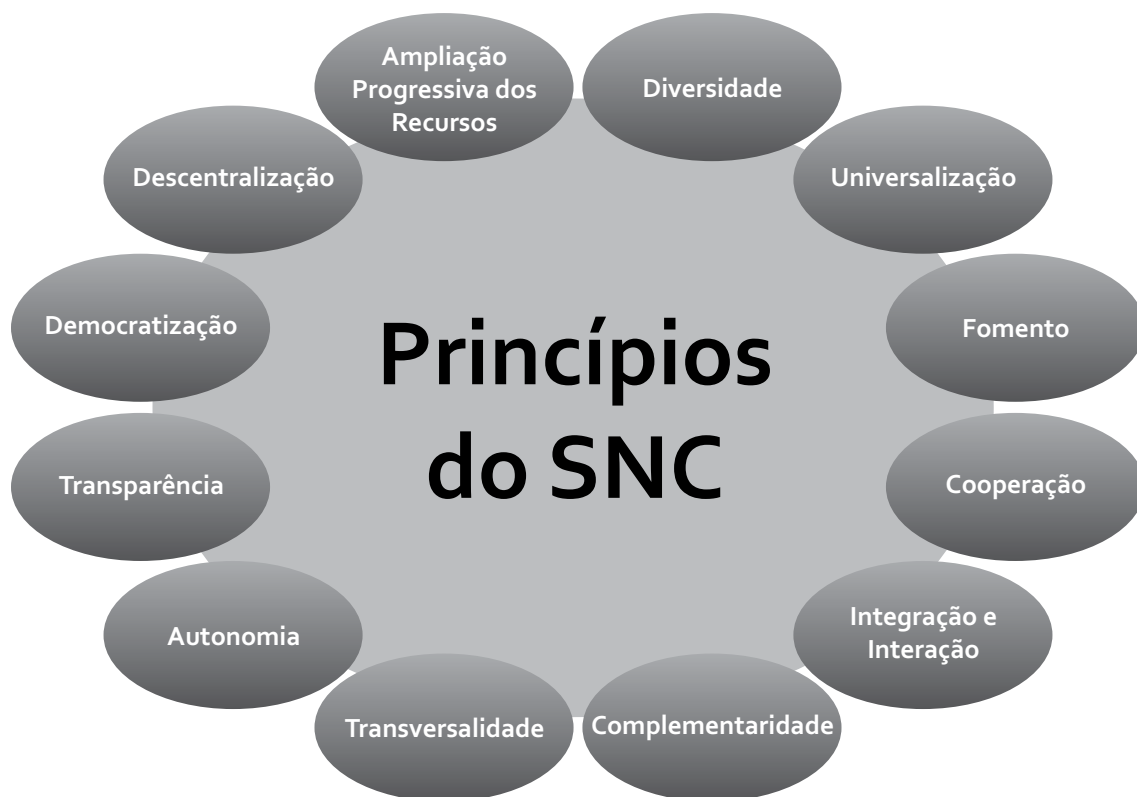 Ampliação
Progressiva dos
Recursos
Diversidade
Descentralização
Universalização
Democratização
Fomento
Princípios
do SNC
Transparência
Cooperação
Autonomia
Integração e
Interação
Transversalidade
Complementaridade